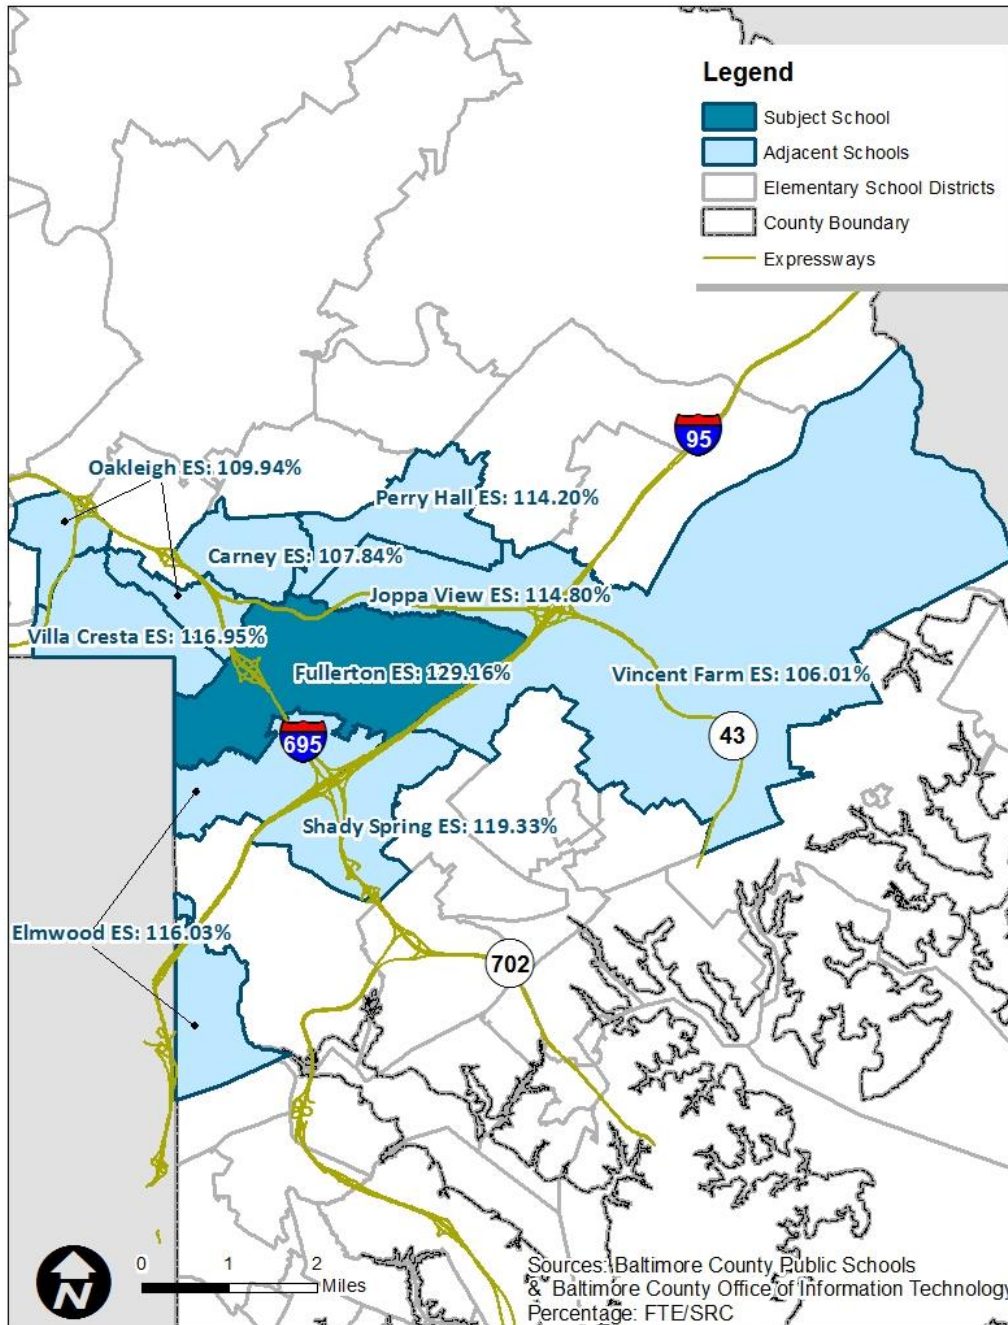 Legend
Subject School
Adjacent Schools
Elementary School Districts
County Boundary
Expressways
95
Oakleigh ES: 109.94%
Perry Hall ES: 114.20%
Carney ES: 107.84%
Joppa View ES: 114.80%
Villa Cresta ES: 116.95%
Fullerton ES: 129.16%
Vincent Farm ES: 106.01%
43
695
Shady Spring ES: 119.33%
Elmwood ES: 116.03%
702
N
0 1 2
Miles
Sources: Baltimore County Public Schools
& Baltimore County Office of Information Technology
Percentage: FTE/SRC